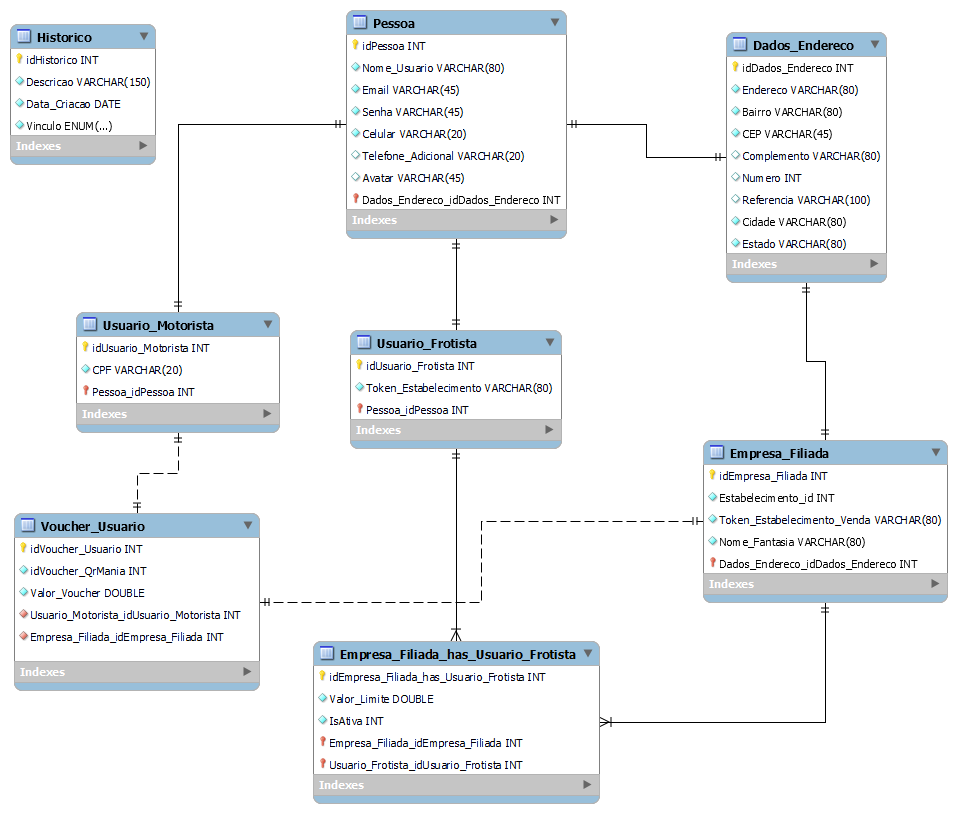 Historico
idHistorico INT
Descricao VARCHAR(150)
Data_Criacao DATE
Vinculo ENUM(...)
Indexes
Pessoa
idPessoa INT
Nome_Usuario VARCHAR(80)
Email VARCHAR(45)
Senha VARCHAR(45)
Celular VARCHAR(20)
Telefone_Adicional VARCHAR(20)
Avatar VARCHAR(45)
Dados_Endereco_idDados_Endereco INT
Indexes
Dados_Endereco
idDados_Endereco INT
Endereco VARCHAR(80)
Bairro VARCHAR(80)
CEP VARCHAR(45)
Complemento VARCHAR(80)
Numero INT
Referencia VARCHAR(100)
Cidade VARCHAR(80)
Estado VARCHAR(80)
Indexes
Usuario_Motorista
idUsuario_Motorista INT
CPF VARCHAR(20)
Pessoa_idPessoa INT
Indexes
Usuario_Frotista
idUsuario_Frotista INT
Token_Estabelecimento VARCHAR(80)
Pessoa_idPessoa INT
Indexes
Empresa_Filiada
idEmpresa_Filiada INT
Estabelecimento_id INT
Token_Estabelecimento_Venda VARCHAR(80)
Nome_Fantasia VARCHAR(80)
Dados_Endereco_idDados_Endereco INT
Indexes
Voucher_Usuario
idVoucher_Usuario INT
idVoucher_QrMania INT
Valor_Voucher DOUBLE
Usuario_Motorista_idUsuario_Motorista INT
Empresa_Filiada_idEmpresa_Filiada INT
Indexes
Empresa_Filiada_has_Usuario_Frotista
idEmpresa_Filiada_has_Usuario_Frotista INT
Valor_Limite DOUBLE
IsAtiva INT
Empresa_Filiada_idEmpresa_Filiada INT
Usuario_Frotista_idUsuario_Frotista INT
Indexes